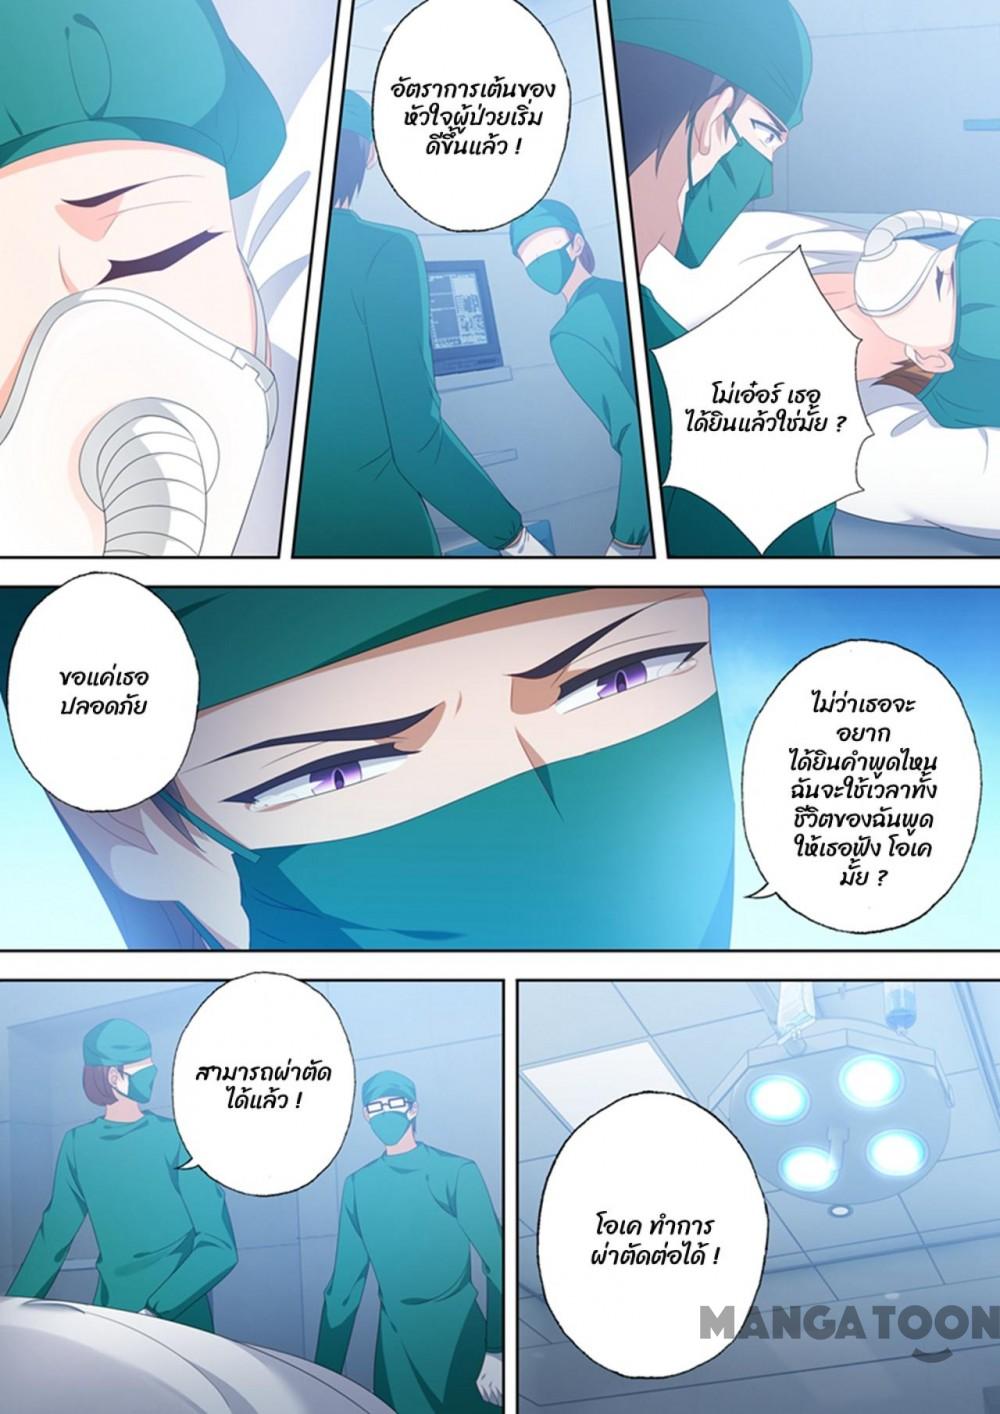 อัตราการเต้นของ
หัวใจผู้ป่วยเริ่ม
ดีขึ้นแล้ว !
โม่เอ๋อร์ เธอ
ได้ยินแล้วใช่มั้ย ?
ขอแค่เธอ
ปลอดภัย
ไม่ว่าเธอจะ
อยาก
ได้ยินคำพูดไหน
ฉันจะใช้เวลาทั้ง
ชีวิตของฉันพูด
ให้เธอฟัง โอเค
มั้ย ?
สามารถผ่าตัด
ได้แล้ว !
โอเค ทำการ
ผ่าตัดต่อได้ !
MANGATOON